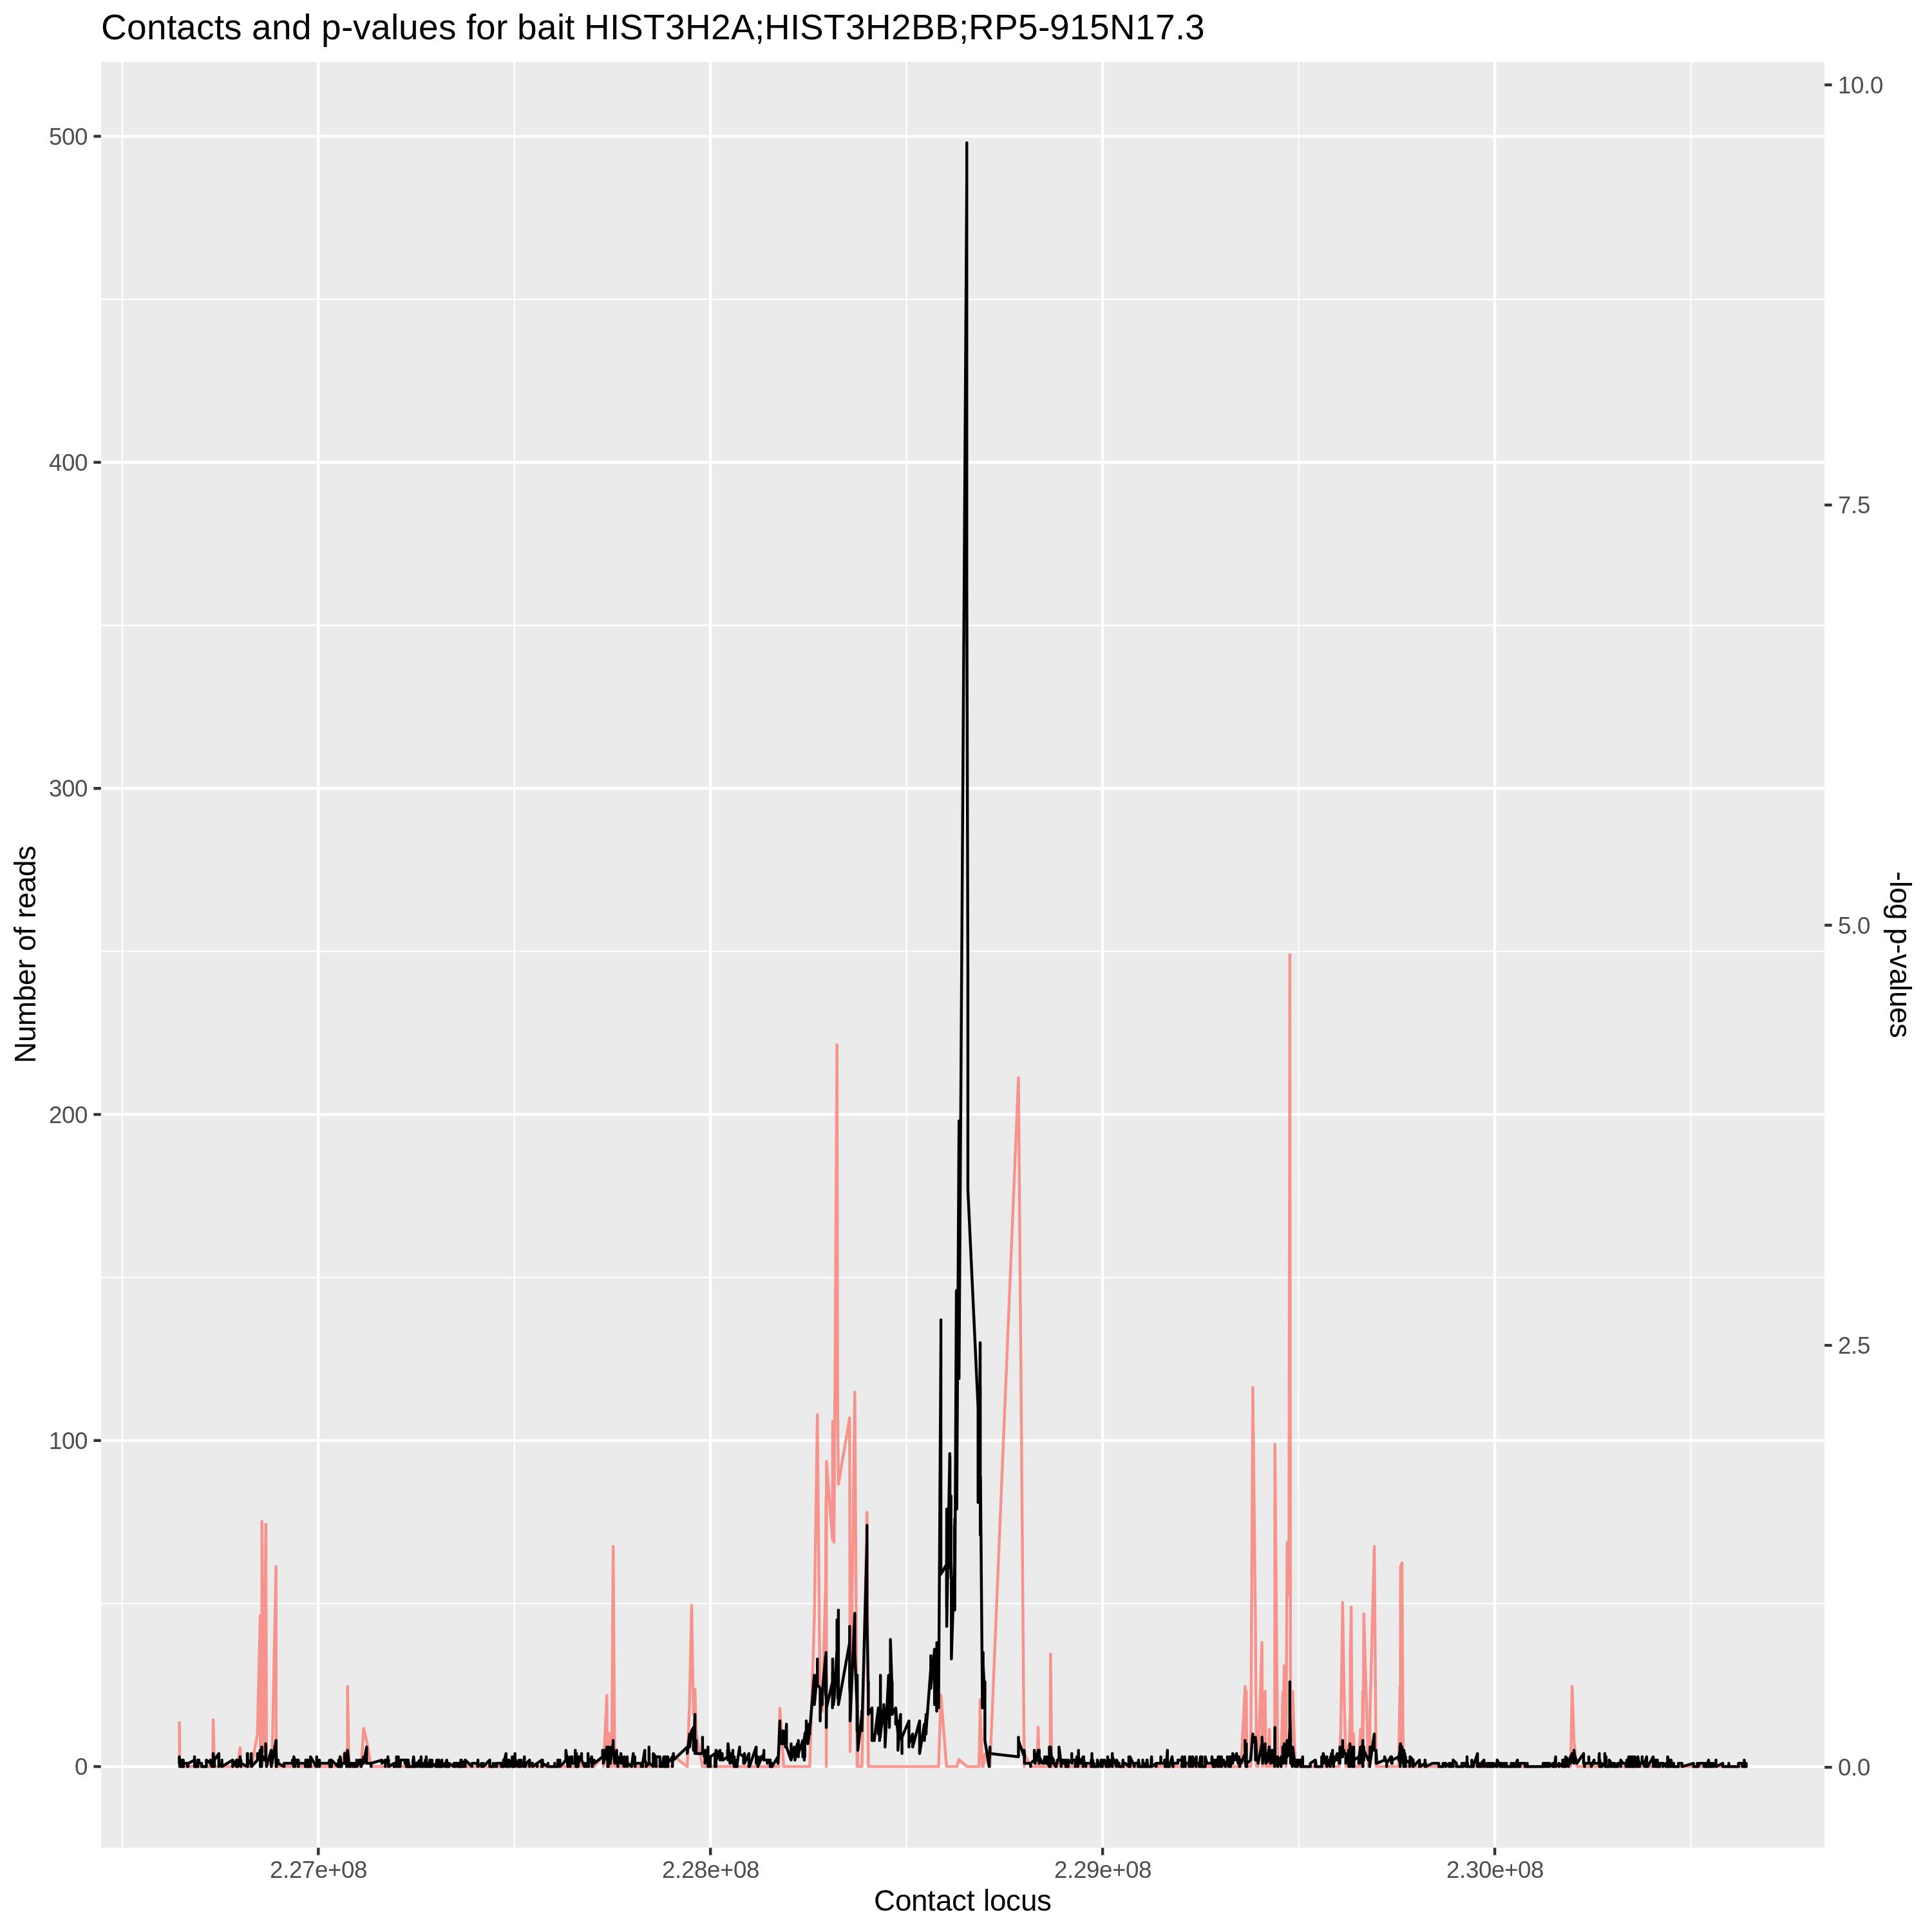 Contacts and p-values for bait HIST3H2A;HIST3H2BB;RP5-915N17.3
Number of reads
500
400
300
200
100
0
10.0
7.5
5.0
2.5
0.0
-log p-values
2.27e+08
2.28e+08
2.29e+08
2.30e+08
Contact locus